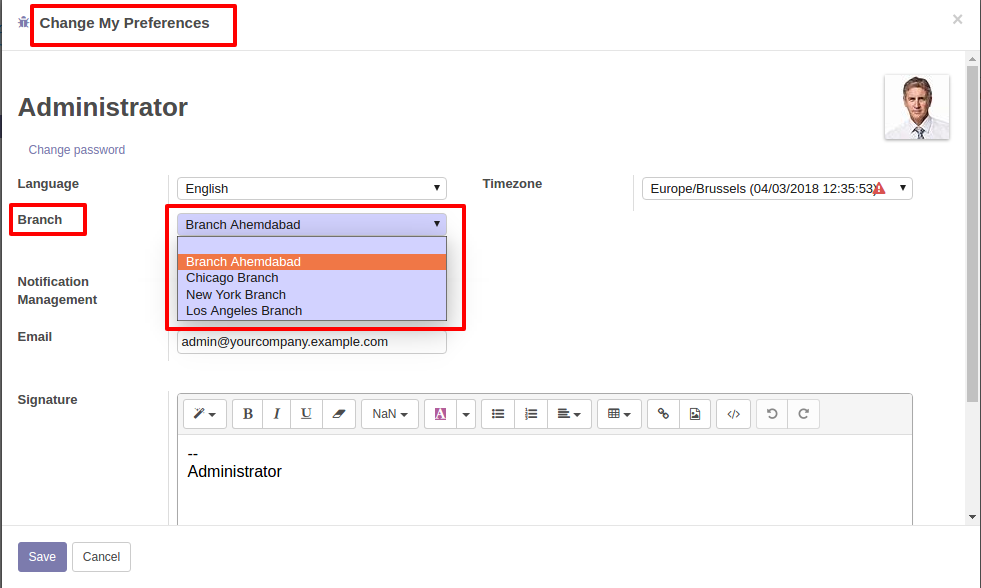 Change My Preferences
×
Administrator
Change password
Language
English
Timezone
Europe/Brussels (04/03/2018 12:35:53)
Branch
Branch Ahemdabad
Branch Ahemdabad
Chicago Branch
New York Branch
Los Angeles Branch
Notification
Management
Email
admin@yourcompany.example.com
Signature
B I U NaN A </>
--
Administrator
Save
Cancel